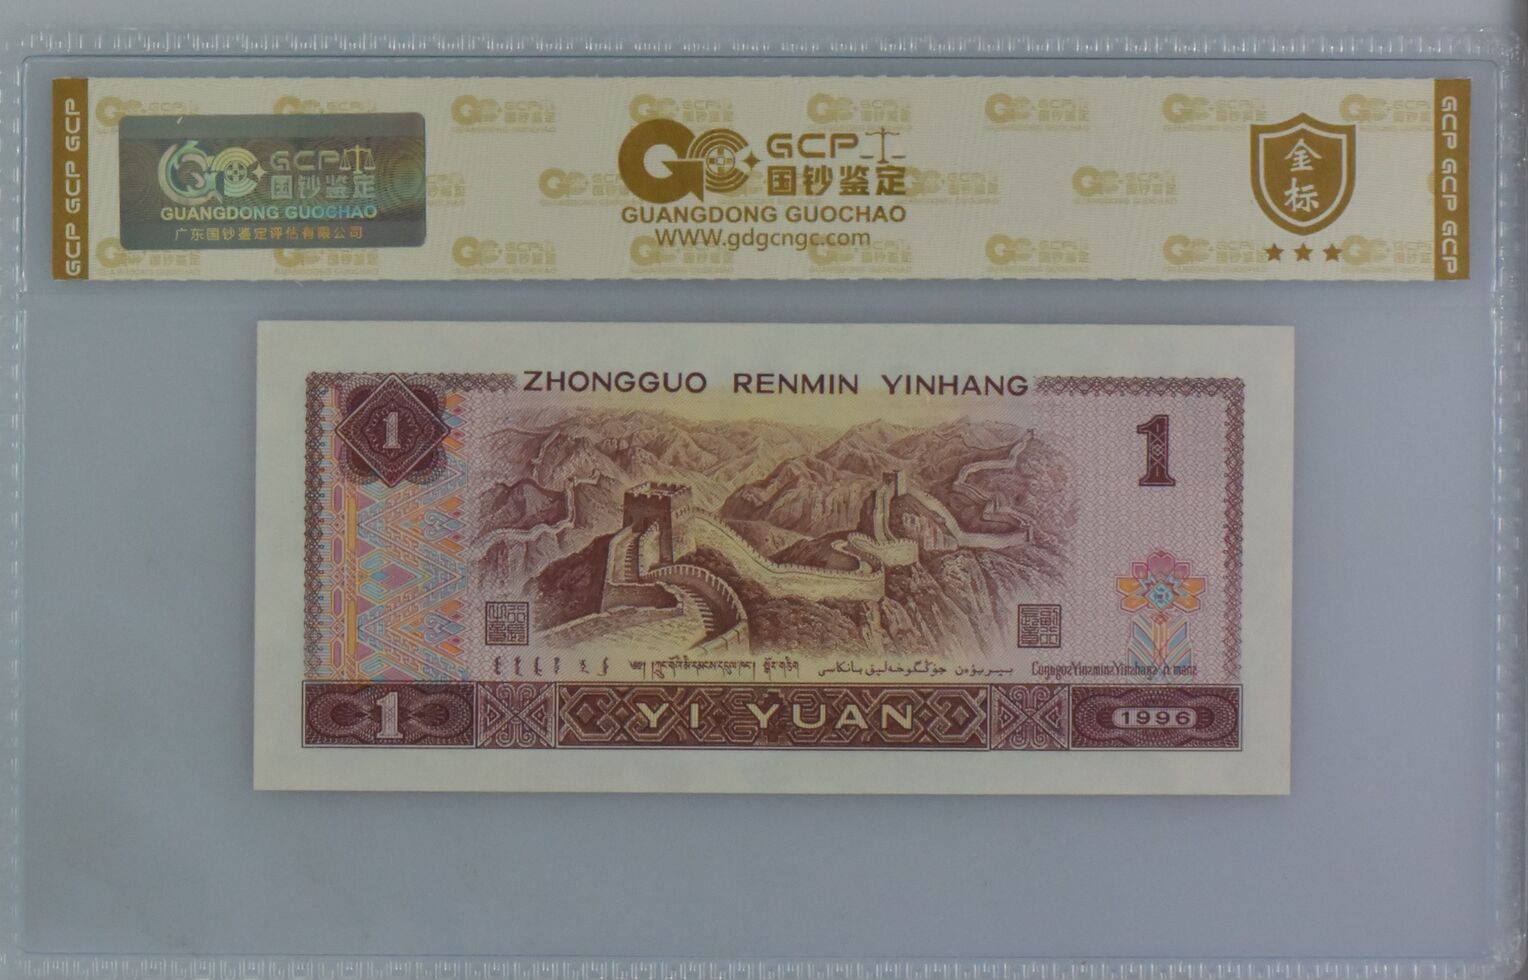 GCP GCP GCP
GCP 国钞鉴定
GUANGDONG GUOCHAO
广东国钞鉴定评估有限公司
GCP
国钞鉴定
GUANGDONG GUOCHAO
WWW.gdgcngc.com
金标
GCP GCP GCP
ZHONGGUO RENMIN YINHANG
1
1
1
YI YUAN
1996